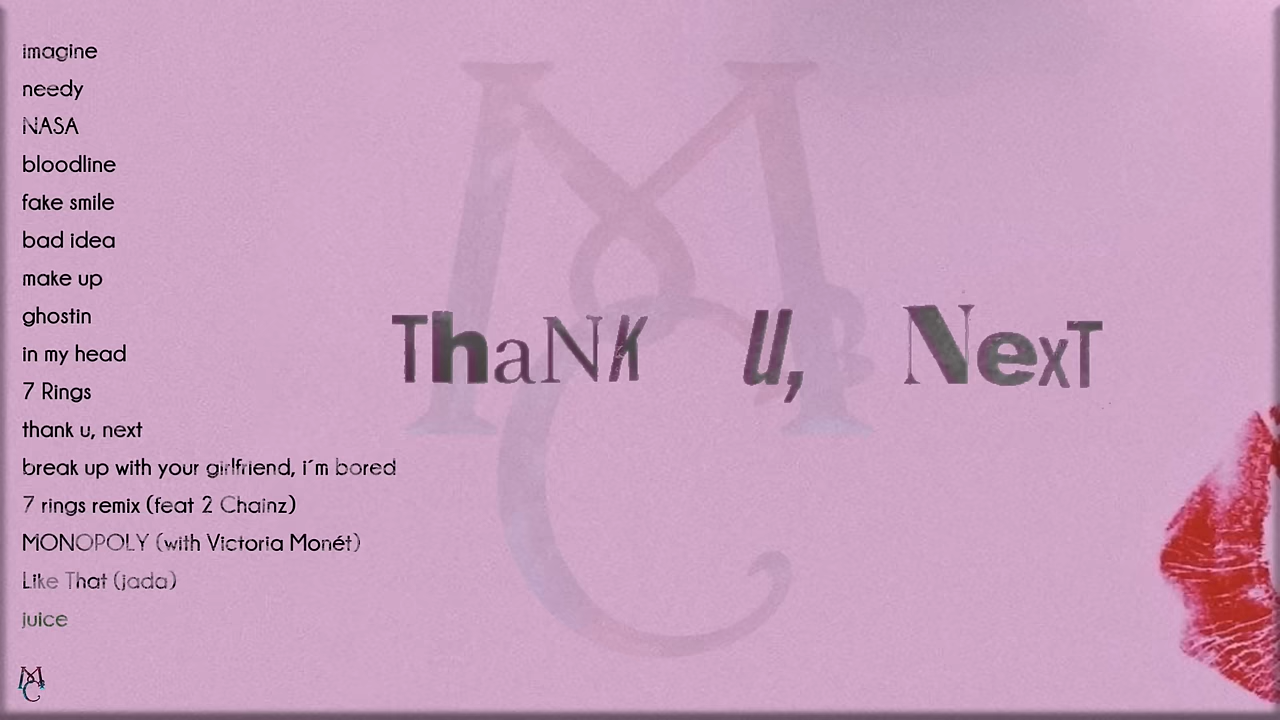 imagine
needy
NASA
bloodline
fake smile
bad idea
make up
ghostin
in my head
7 Rings
thank u, next
break up with your girlfriend, i´m bored
7 rings remix (feat 2 Chainz)
MONOPOLY (with Victoria Monét)
Like That (jada)
juice
ThaNK U, NexT